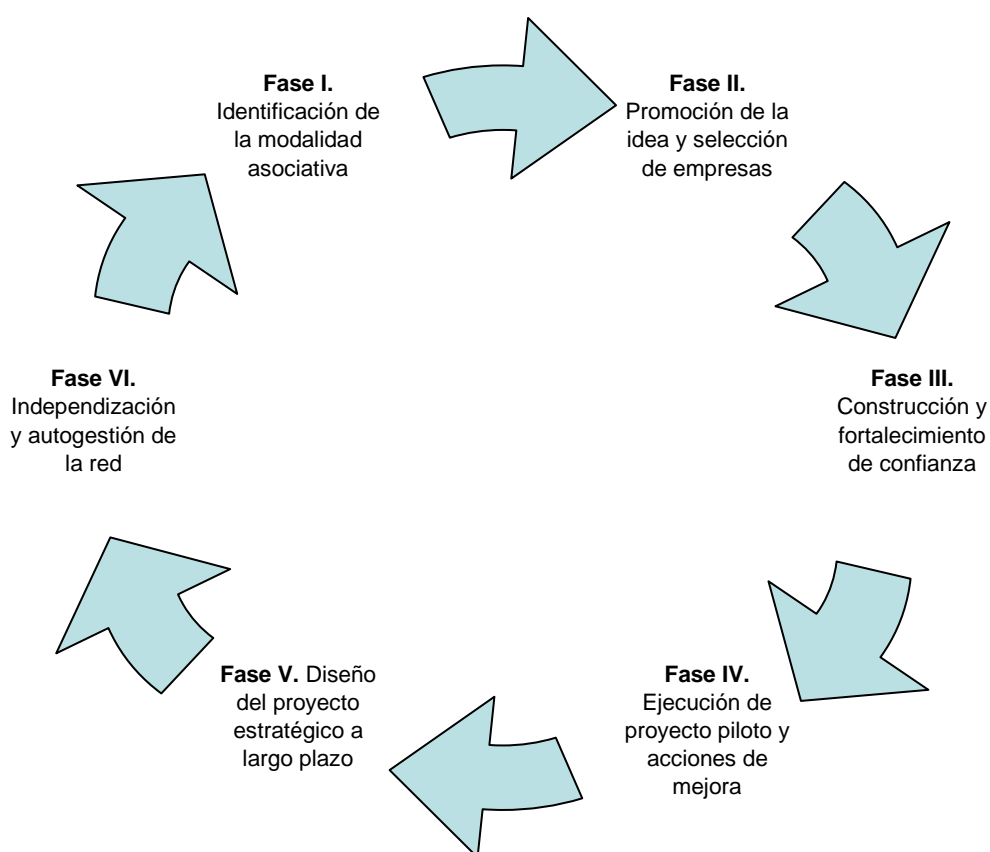 Fase I.
Identificación de
la modalidad
asociativa
Fase II.
Promoción de la
idea y selección
de empresas
Fase III.
Construcción y
fortalecimiento
de confianza
Fase IV.
Ejecución de
proyecto piloto y
acciones de
mejora
Fase V. Diseño
del proyecto
estratégico a
largo plazo
Fase VI.
Independización
y autogestión de
la red